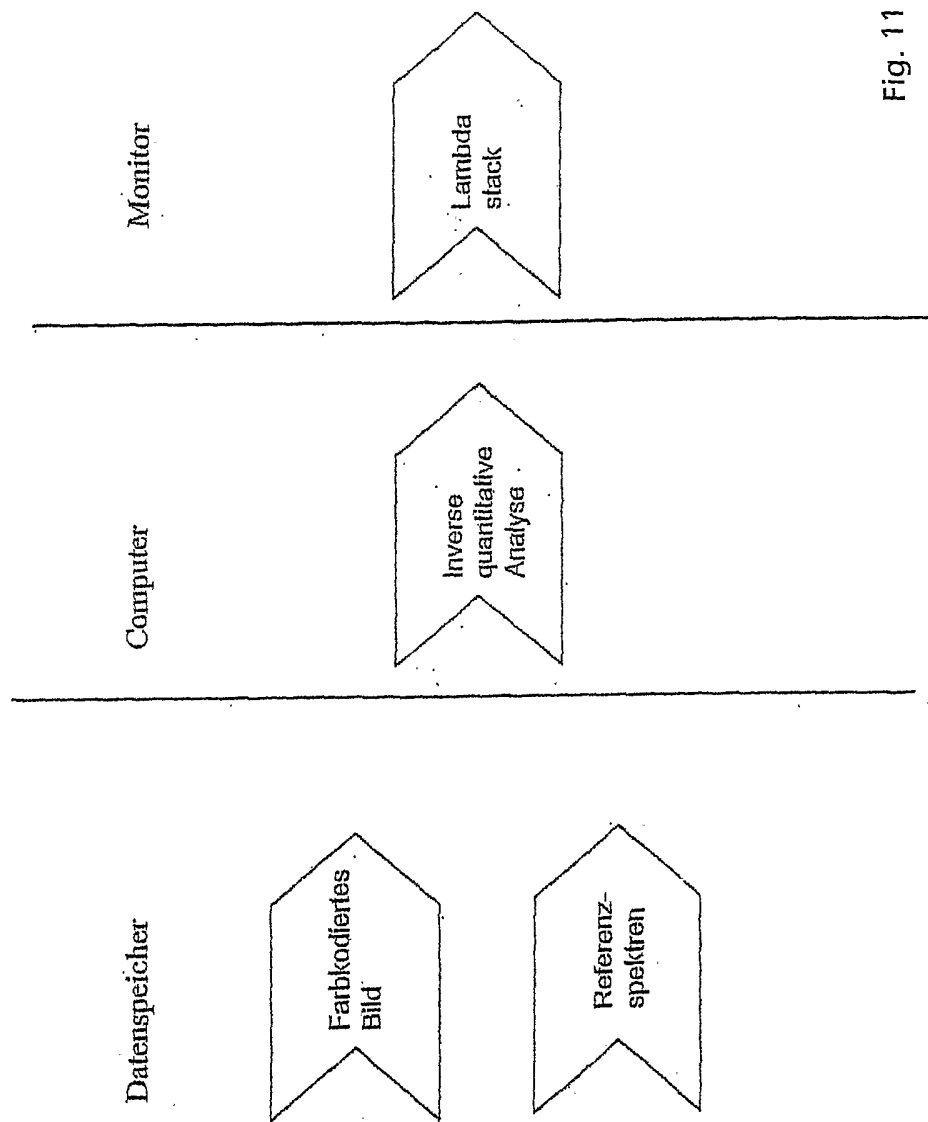 Datenspeicher
Farbkodiertes
Bild
Referenz-
spektren
Computer
Inverse
quantitative
Analyse
Monitor
Lambda
stack
Fig. 11